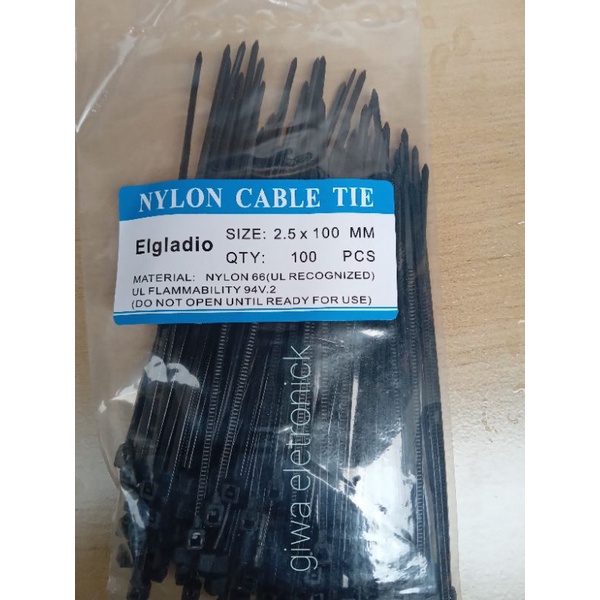 NYLON CABLE TIE
Elgladio
SIZE: 2.5 x 100 MM
QTY: 100 PCS
MATERIAL: NYLON 66(UL RECOGNIZED)
UL FLAMMABILITY 94V.2
(DO NOT OPEN UNTIL READY FOR USE)
giwa eletronick